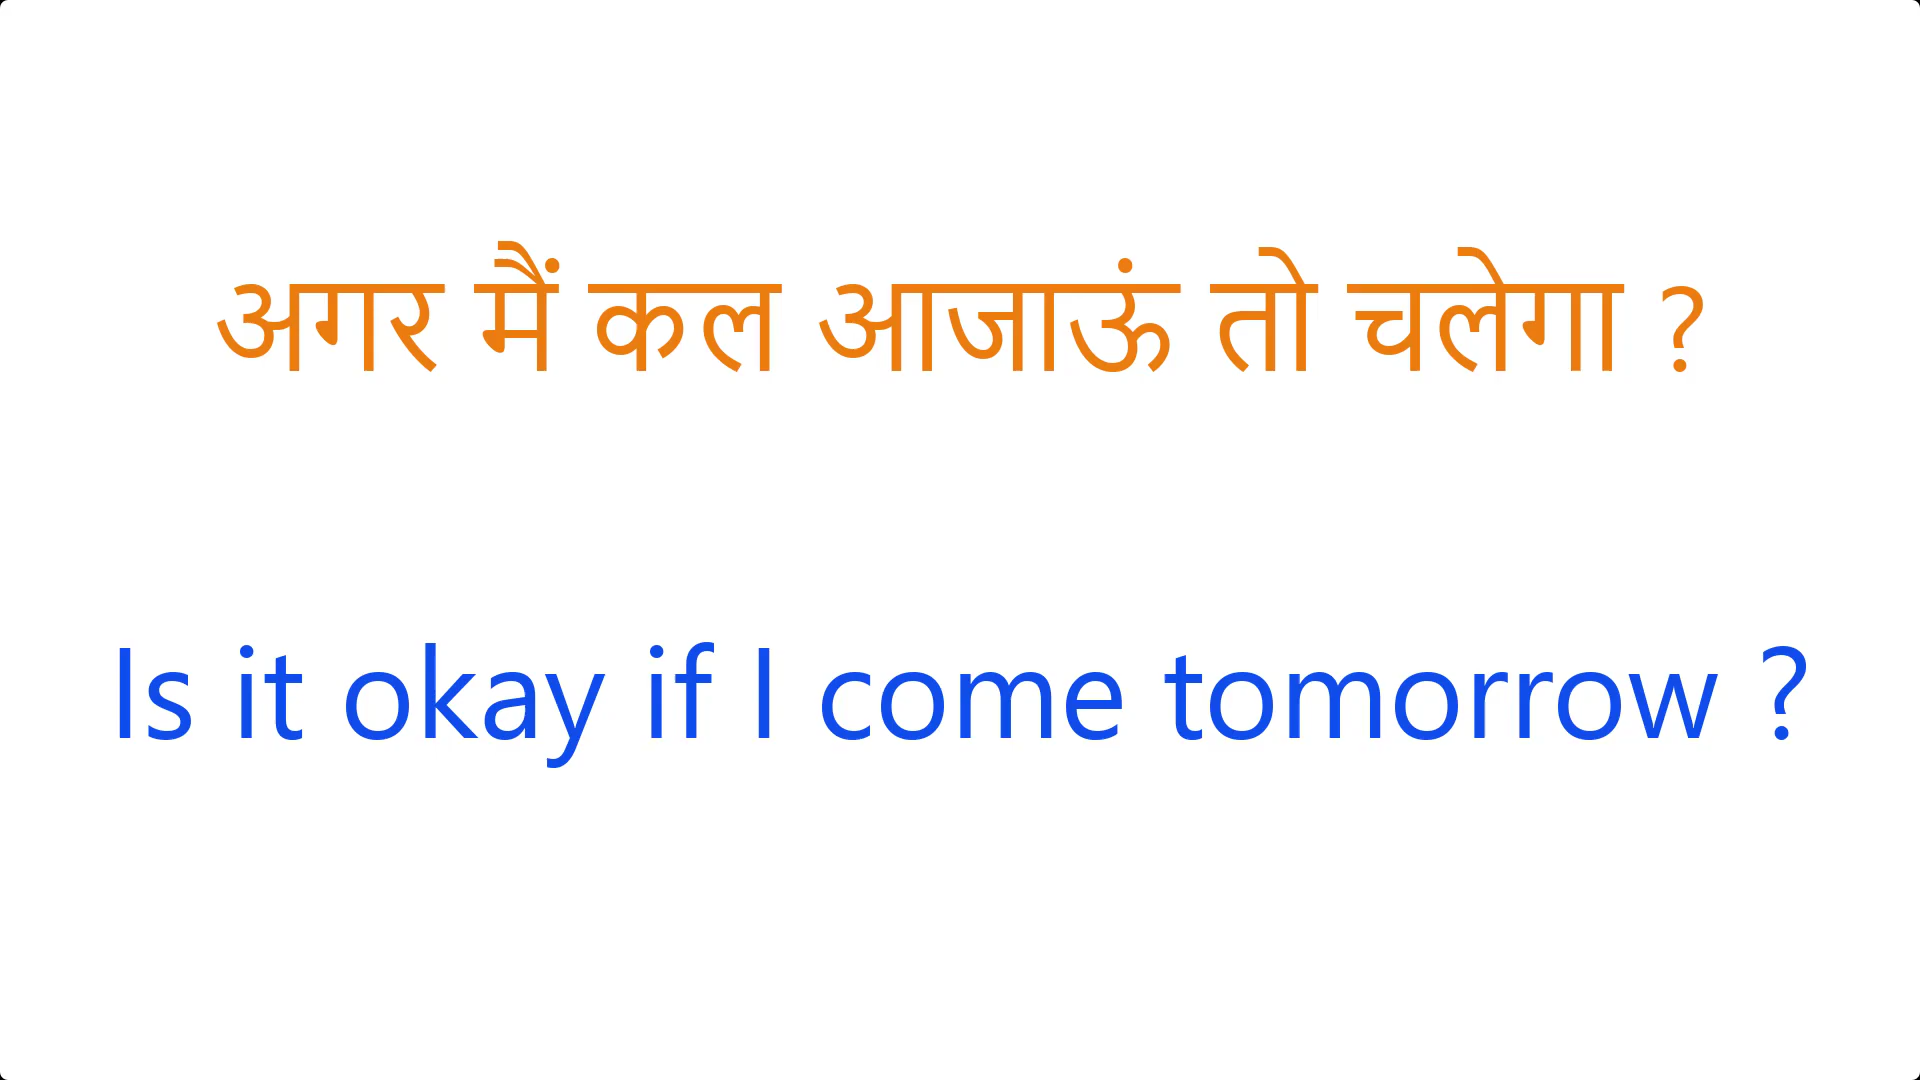 अगर मैं कल आजाऊं तो चलेगा ?
Is it okay if I come tomorrow ?